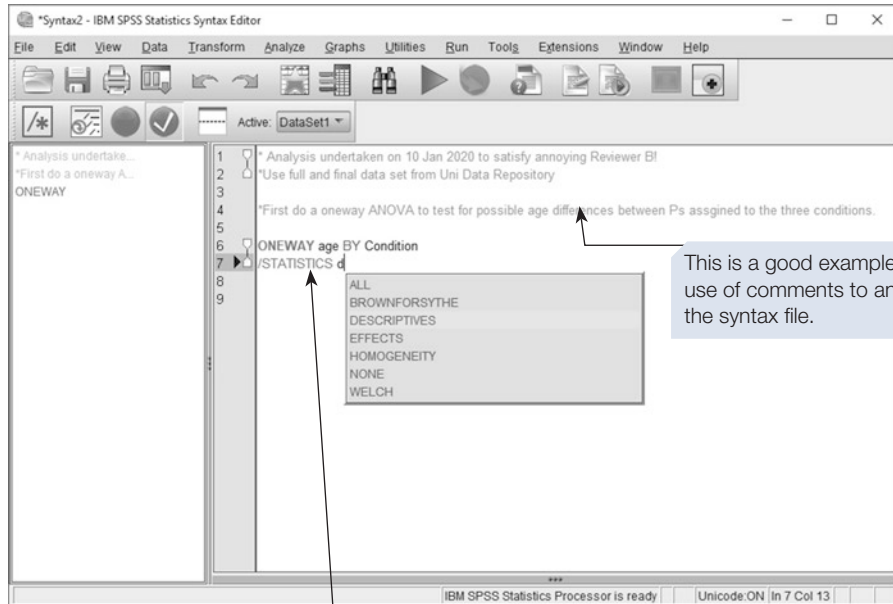 *Syntax2 - IBM SPSS Statistics Syntax Editor
File Edit View Data Transform Analyze Graphs Utilities Run Tools Extensions Window Help
Active: DataSet1
* Analysis undertake...
*First do a oneway A...
ONEWAY
1 * Analysis undertaken on 10 Jan 2020 to satisfy annoying Reviewer B!
2 *Use full and final data set from Uni Data Repository
3
4 *First do a oneway ANOVA to test for possible age differences between Ps assgined to the three conditions.
5
6 ONEWAY age BY Condition
7 /STATISTICS d
8
9
ALL
BROWNFORSYTHE
DESCRIPTIVES
EFFECTS
HOMOGENEITY
NONE
WELCH
This is a good example
use of comments to an
the syntax file.
IBM SPSS Statistics Processor is ready Unicode:ON In 7 Col 13